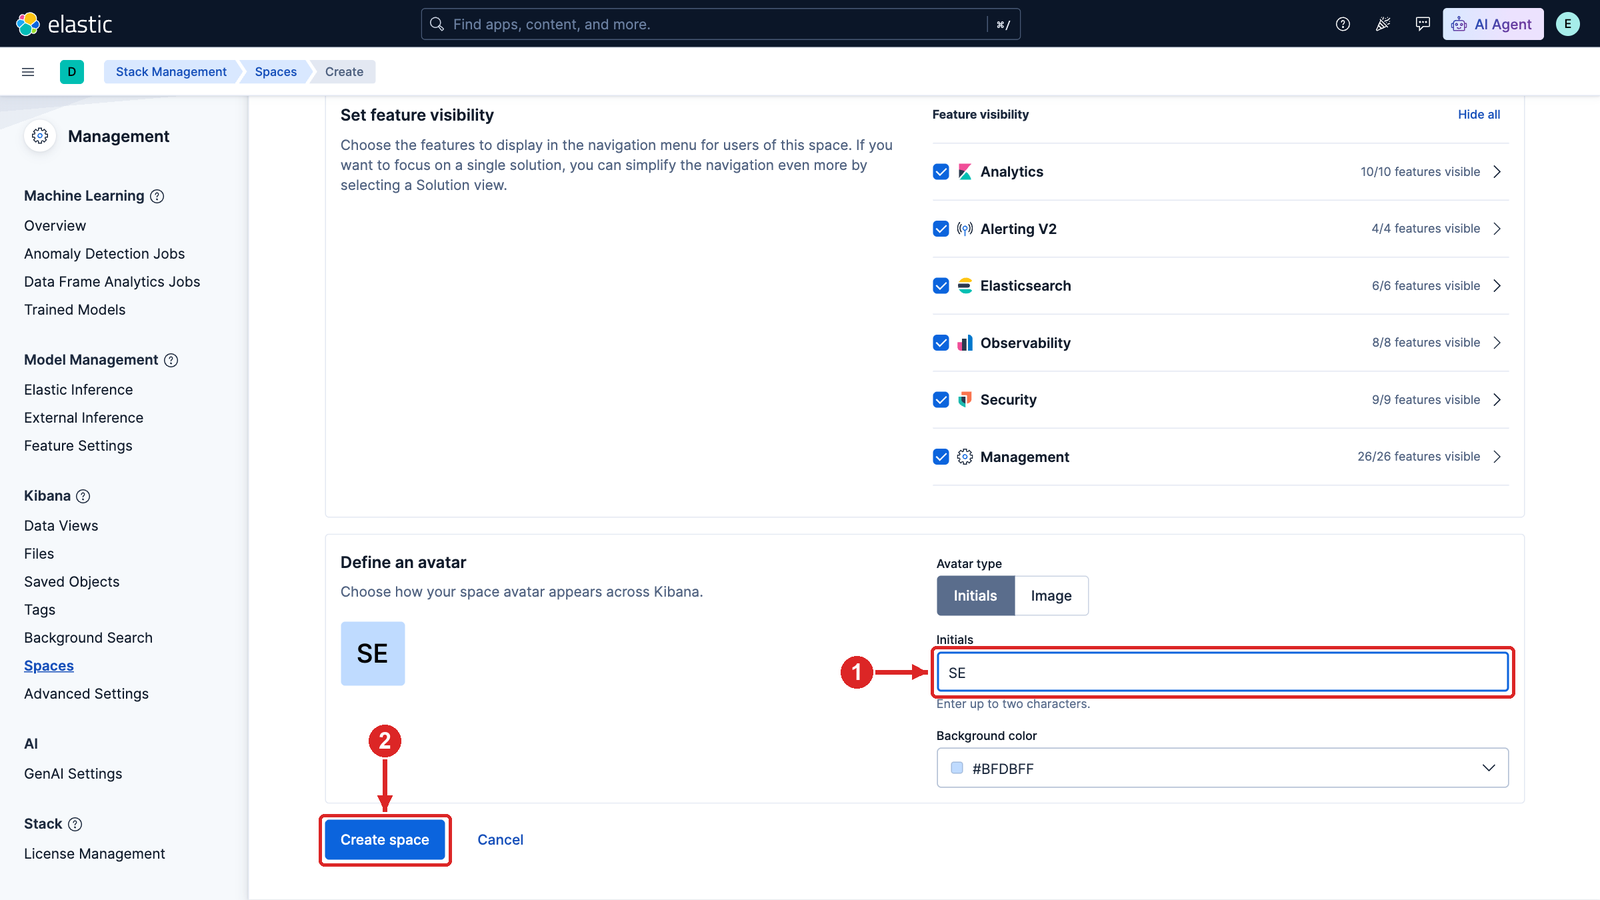 elastic
Find apps, content, and more.
⌘/
AI Agent
E
D
Stack Management
Spaces
Create
Management
Machine Learning
Overview
Anomaly Detection Jobs
Data Frame Analytics Jobs
Trained Models
Model Management
Elastic Inference
External Inference
Feature Settings
Kibana
Data Views
Files
Saved Objects
Tags
Background Search
Spaces
Advanced Settings
AI
GenAI Settings
Stack
License Management
Set feature visibility
Choose the features to display in the navigation menu for users of this space. If you
want to focus on a single solution, you can simplify the navigation even more by
selecting a Solution view.
Feature visibility
Hide all
Analytics
10/10 features visible
Alerting V2
4/4 features visible
Elasticsearch
6/6 features visible
Observability
8/8 features visible
Security
9/9 features visible
Management
26/26 features visible
Define an avatar
Choose how your space avatar appears across Kibana.
SE
Avatar type
Initials
Image
Initials
1
SE
Enter up to two characters.
Background color
#BFDBFF
2
Create space
Cancel